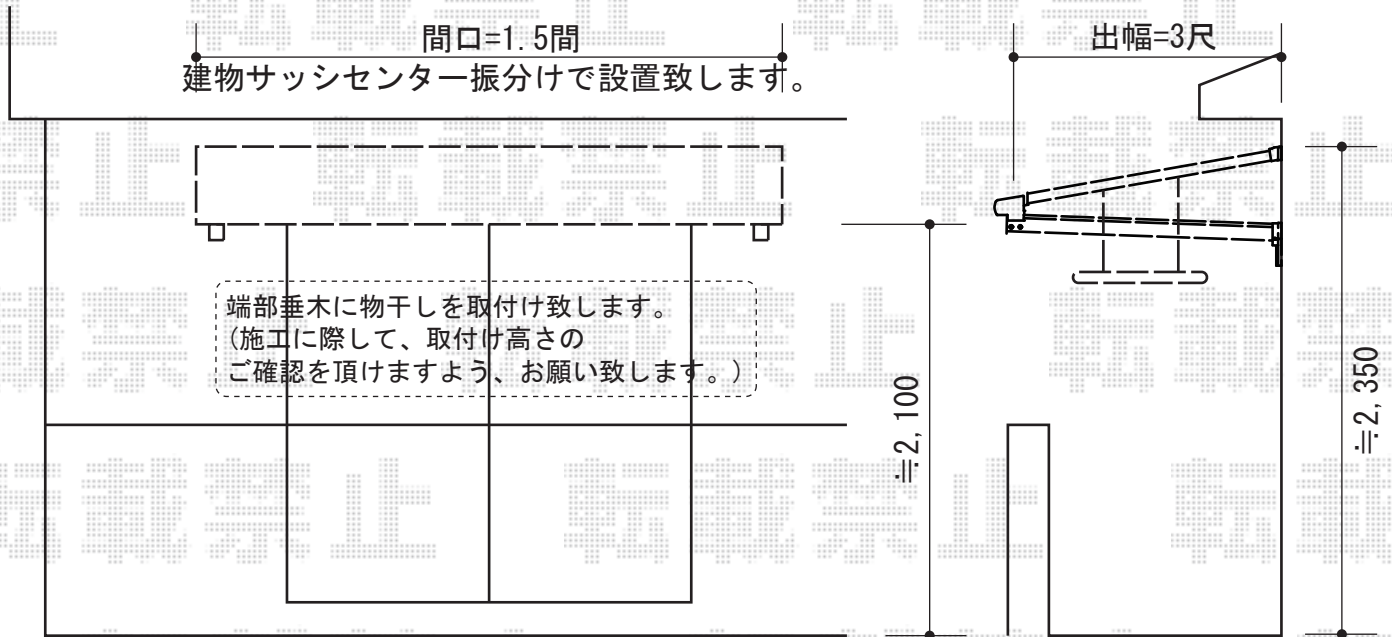 間口=1.5間
出幅=3尺
建物サッシセンター振分けで設置致します。
端部垂木に物干しを取付け致します。
(施工に際して、取付け高さの
ご確認を頂けますよう、お願い致します。)
≒2,100
≒2,350
転載禁止